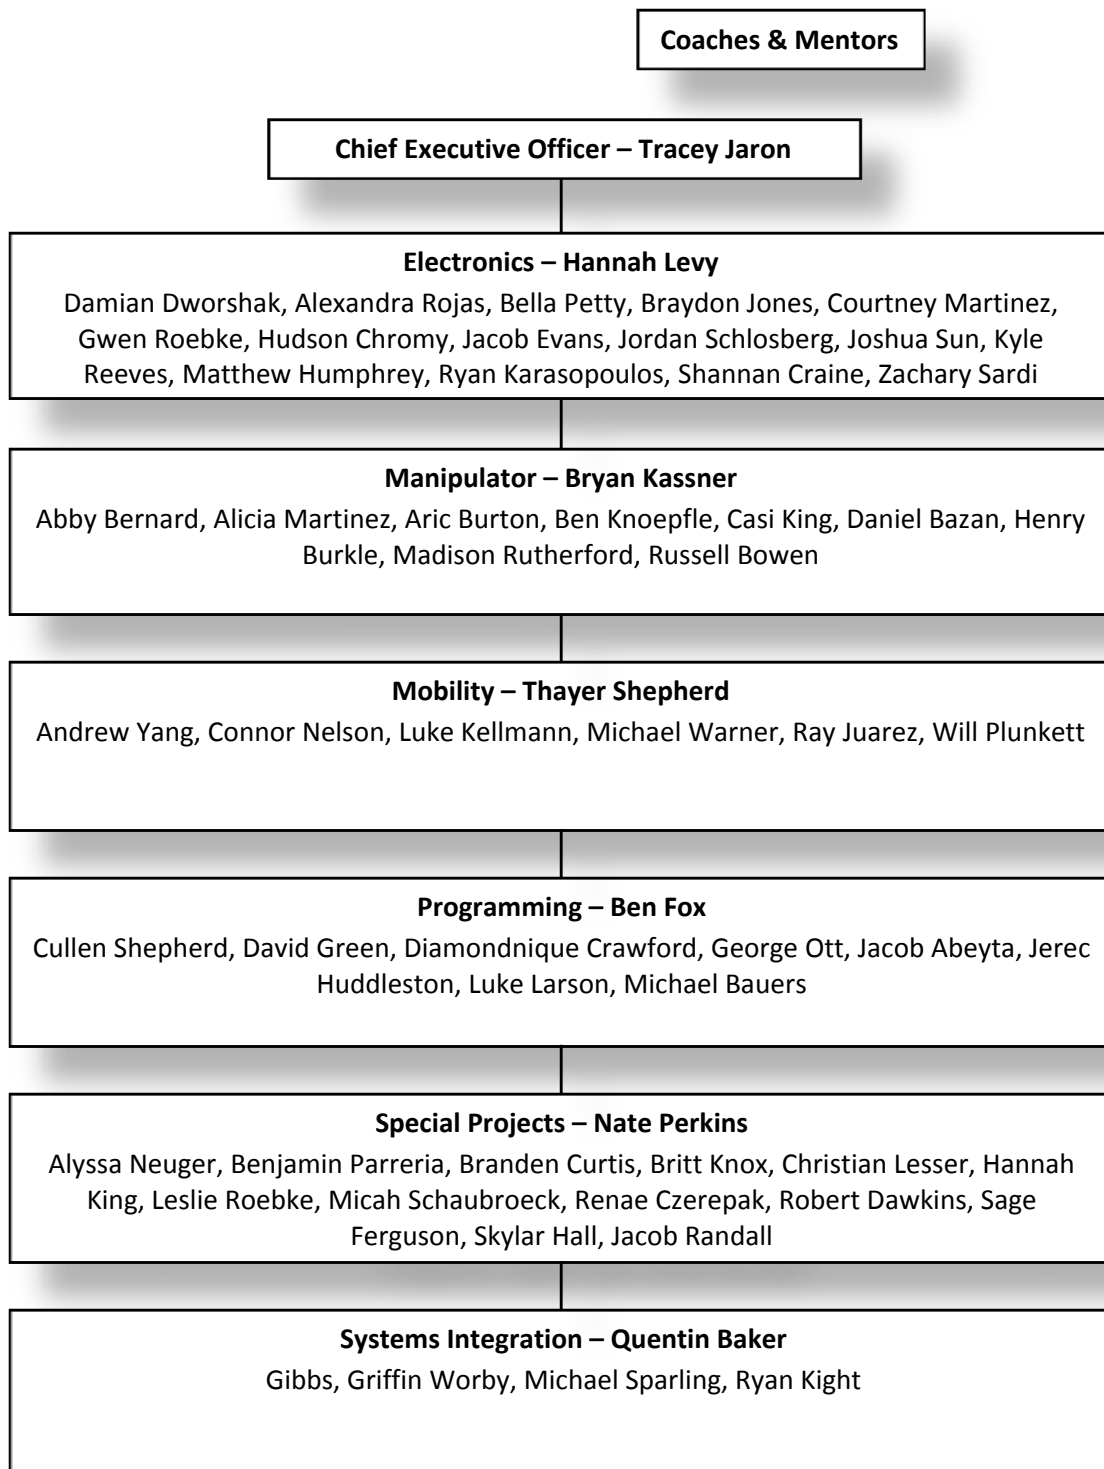 Coaches & Mentors
Chief Executive Officer – Tracey Jaron
Electronics – Hannah Levy
Damian Dworshak, Alexandra Rojas, Bella Petty, Braydon Jones, Courtney Martinez,
Gwen Roebke, Hudson Chromy, Jacob Evans, Jordan Schlosberg, Joshua Sun, Kyle
Reeves, Matthew Humphrey, Ryan Karasopoulos, Shannan Craine, Zachary Sardi
Manipulator – Bryan Kassner
Abby Bernard, Alicia Martinez, Aric Burton, Ben Knoepfle, Casi King, Daniel Bazan, Henry
Burkle, Madison Rutherford, Russell Bowen
Mobility – Thayer Shepherd
Andrew Yang, Connor Nelson, Luke Kellmann, Michael Warner, Ray Juarez, Will Plunkett
Programming – Ben Fox
Cullen Shepherd, David Green, Diamondnique Crawford, George Ott, Jacob Abeyta, Jerec
Huddleston, Luke Larson, Michael Bauers
Special Projects – Nate Perkins
Alyssa Neuger, Benjamin Parreria, Branden Curtis, Britt Knox, Christian Lesser, Hannah
King, Leslie Roebke, Micah Schaubroeck, Renae Czerepak, Robert Dawkins, Sage
Ferguson, Skylar Hall, Jacob Randall
Systems Integration – Quentin Baker
Gibbs, Griffin Worby, Michael Sparling, Ryan Kight